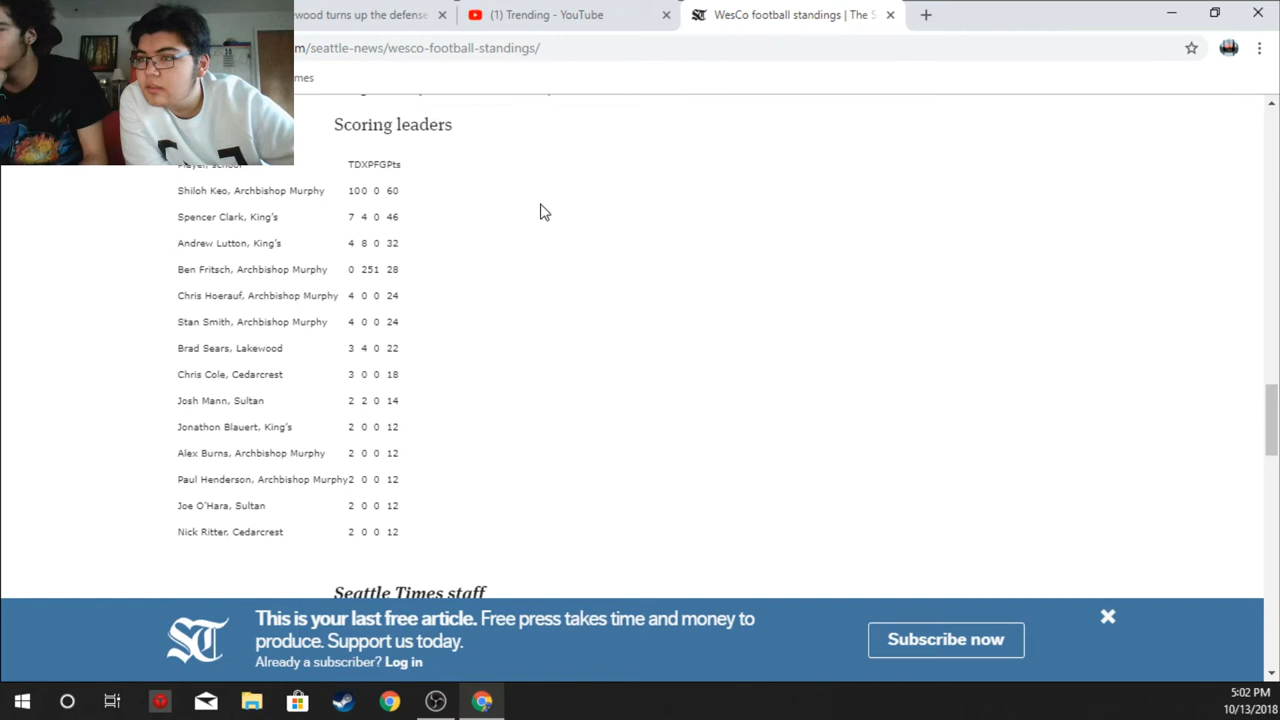 ewood turns up the defense
(1) Trending - YouTube
WesCo football standings | The S
m/seattle-news/wesco-football-standings/
mes
Scoring leaders
TDXPFGPts
Shiloh Keo, Archbishop Murphy 100 0 60
Spencer Clark, King's 7 4 0 46
Andrew Lutton, King's 4 8 0 32
Ben Fritsch, Archbishop Murphy 0 251 28
Chris Hoerauf, Archbishop Murphy 4 0 0 24
Stan Smith, Archbishop Murphy 4 0 0 24
Brad Sears, Lakewood 3 4 0 22
Chris Cole, Cedarcrest 3 0 0 18
Josh Mann, Sultan 2 2 0 14
Jonathon Blauert, King's 2 0 0 12
Alex Burns, Archbishop Murphy 2 0 0 12
Paul Henderson, Archbishop Murphy2 0 0 12
Joe O'Hara, Sultan 2 0 0 12
Nick Ritter, Cedarcrest 2 0 0 12
Seattle Times staff
This is your last free article. Free press takes time and money to
produce. Support us today.
Already a subscriber? Log in
Subscribe now
5:02 PM
10/13/2018